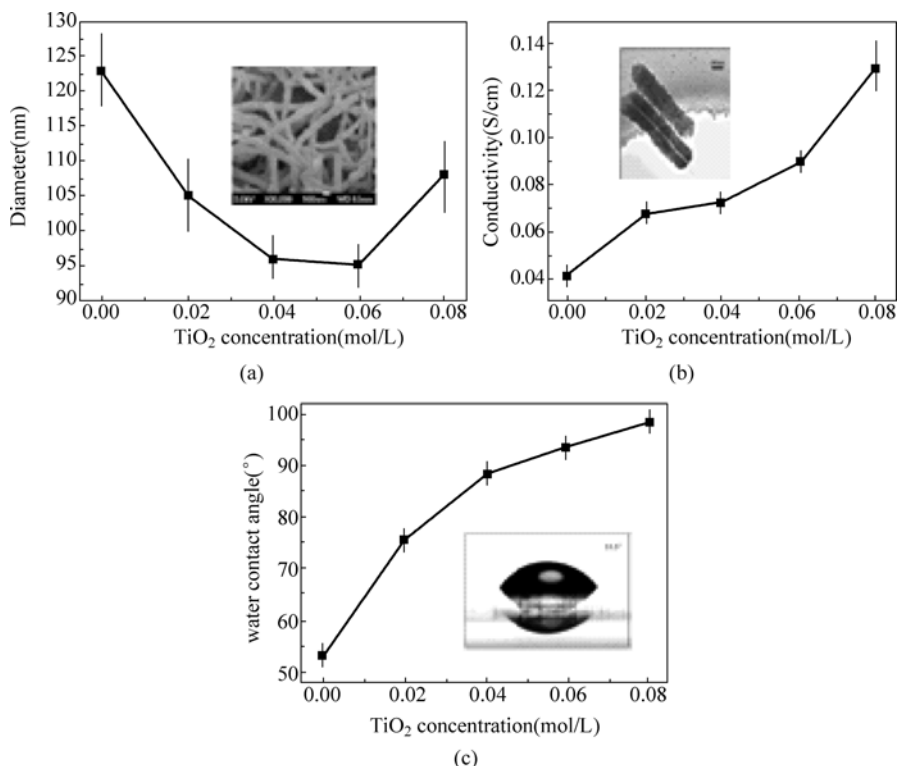 130
125
120
115
110
105
100
95
90
Diameter(nm)
0.00 0.02 0.04 0.06 0.08
TiO2 concentration(mol/L)
(a)
0.14
0.12
0.10
0.08
0.06
0.04
Conductivity(S/cm)
0.00 0.02 0.04 0.06 0.08
TiO2 concentration(mol/L)
(b)
100
90
80
70
60
50
water contact angle(°)
0.00 0.02 0.04 0.06 0.08
TiO2 concentration(mol/L)
(c)